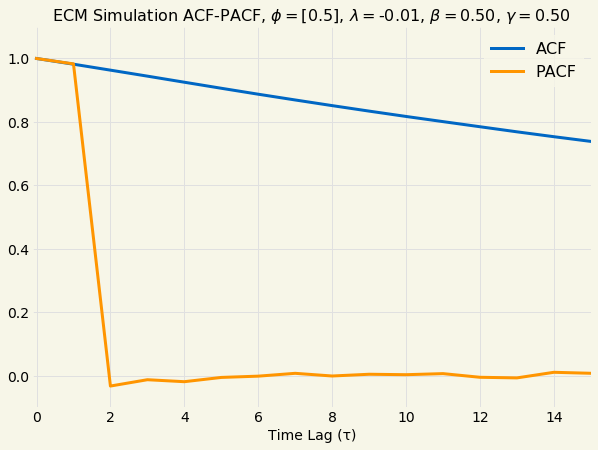 ECM Simulation ACF-PACF, ϕ = [0.5], λ = -0.01, β = 0.50, γ = 0.50
ACF
PACF
1.0
0.8
0.6
0.4
0.2
0.0
0 2 4 6 8 10 12 14
Time Lag (τ)